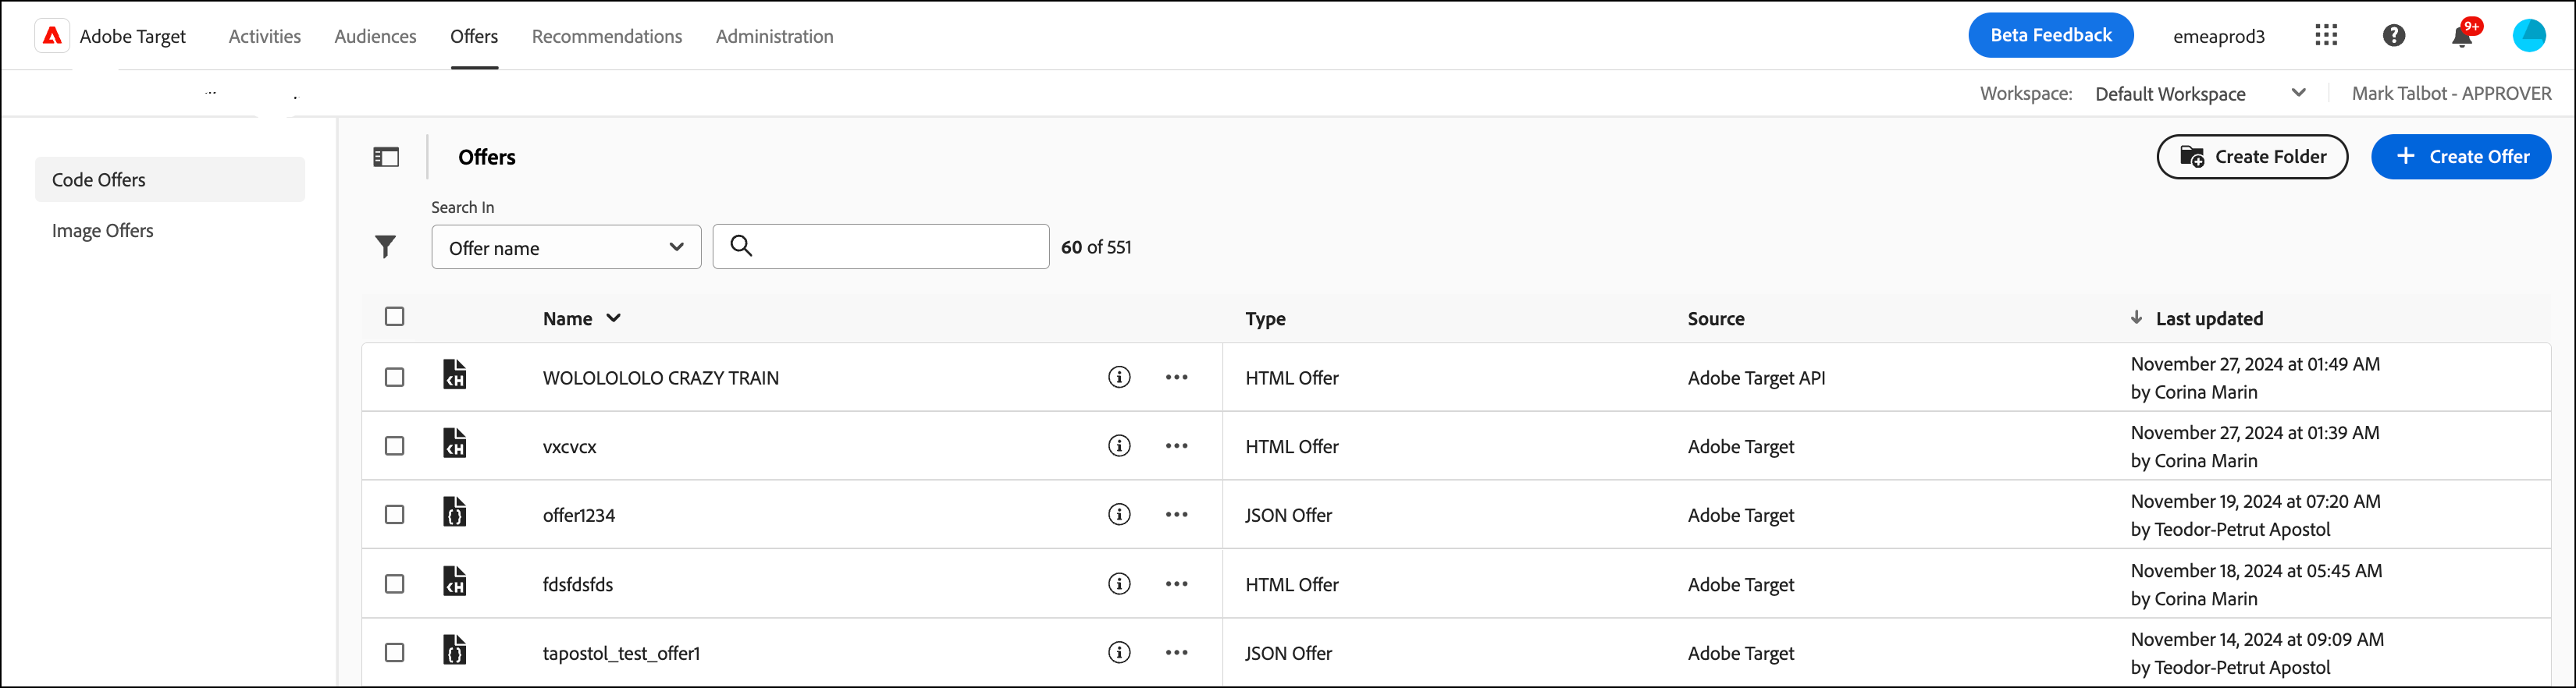 Adobe Target Activities Audiences Offers Recommendations Administration Beta Feedback emeaprod3 9+
Workspace: Default Workspace Mark Talbot - APPROVER
Code Offers
Image Offers
Offers Create Folder + Create Offer
Search In
Offer name 60 of 551
Name Type Source Last updated
WOLOLOLOLO CRAZY TRAIN HTML Offer Adobe Target API November 27, 2024 at 01:49 AM
by Corina Marin
vxcvcx HTML Offer Adobe Target November 27, 2024 at 01:39 AM
by Corina Marin
offer1234 JSON Offer Adobe Target November 19, 2024 at 07:20 AM
by Teodor-Petrut Apostol
fdsfdsfds HTML Offer Adobe Target November 18, 2024 at 05:45 AM
by Corina Marin
tapostol_test_offer1 JSON Offer Adobe Target November 14, 2024 at 09:09 AM
by Teodor-Petrut Apostol